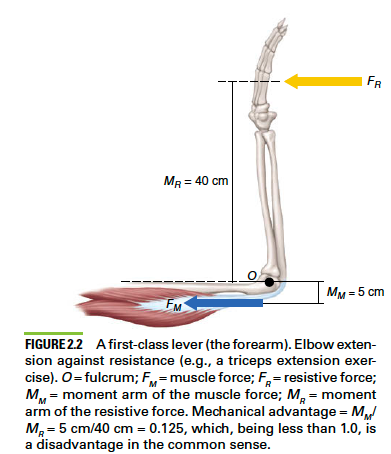 FR
MR = 40 cm
O
MM = 5 cm
FM
FIGURE 2.2 A first-class lever (the forearm). Elbow exten-
sion against resistance (e.g., a triceps extension exer-
cise). O = fulcrum; FM = muscle force; FR = resistive force;
MM = moment arm of the muscle force; MR = moment
arm of the resistive force. Mechanical advantage = MM/
MR = 5 cm/40 cm = 0.125, which, being less than 1.0, is
a disadvantage in the common sense.